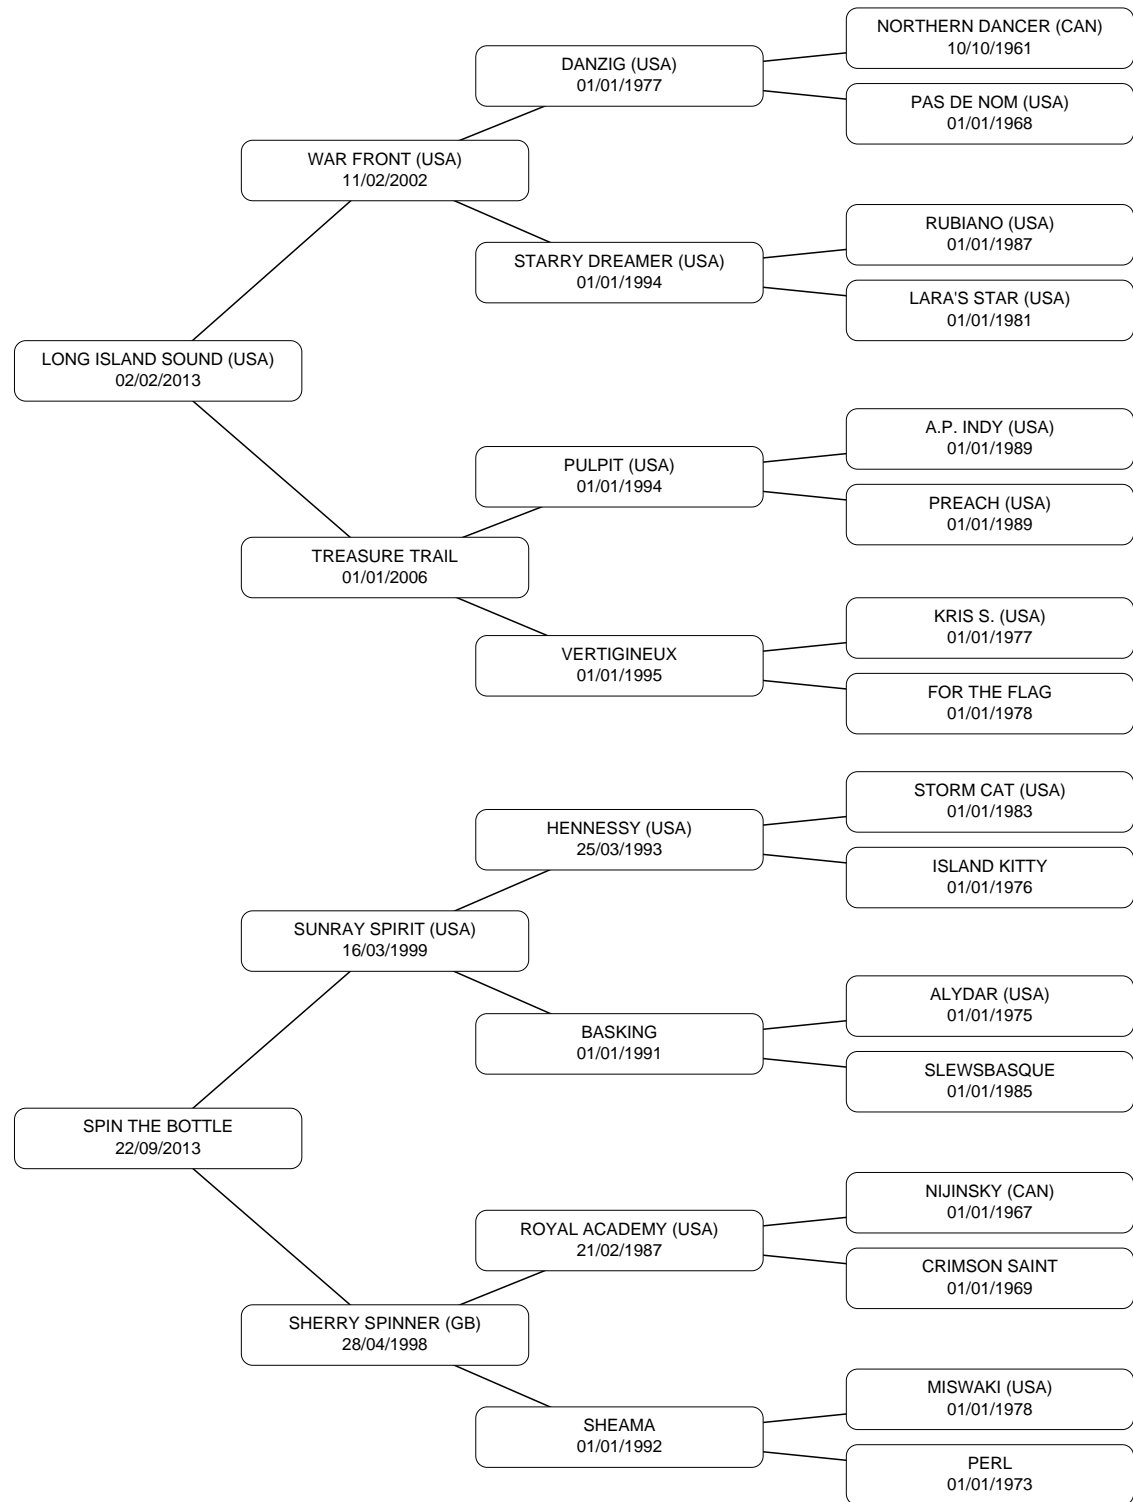 NORTHERN DANCER (CAN)
10/10/1961
DANZIG (USA)
01/01/1977
PAS DE NOM (USA)
01/01/1968
WAR FRONT (USA)
11/02/2002
RUBIANO (USA)
01/01/1987
STARRY DREAMER (USA)
01/01/1994
LARA'S STAR (USA)
01/01/1981
LONG ISLAND SOUND (USA)
02/02/2013
A.P. INDY (USA)
01/01/1989
PULPIT (USA)
01/01/1994
PREACH (USA)
01/01/1989
TREASURE TRAIL
01/01/2006
KRIS S. (USA)
01/01/1977
VERTIGINEUX
01/01/1995
FOR THE FLAG
01/01/1978
STORM CAT (USA)
01/01/1983
HENNESSY (USA)
25/03/1993
ISLAND KITTY
01/01/1976
SUNRAY SPIRIT (USA)
16/03/1999
ALYDAR (USA)
01/01/1975
BASKING
01/01/1991
SLEWSBASQUE
01/01/1985
SPIN THE BOTTLE
22/09/2013
NIJINSKY (CAN)
01/01/1967
ROYAL ACADEMY (USA)
21/02/1987
CRIMSON SAINT
01/01/1969
SHERRY SPINNER (GB)
28/04/1998
MISWAKI (USA)
01/01/1978
SHEAMA
01/01/1992
PERL
01/01/1973